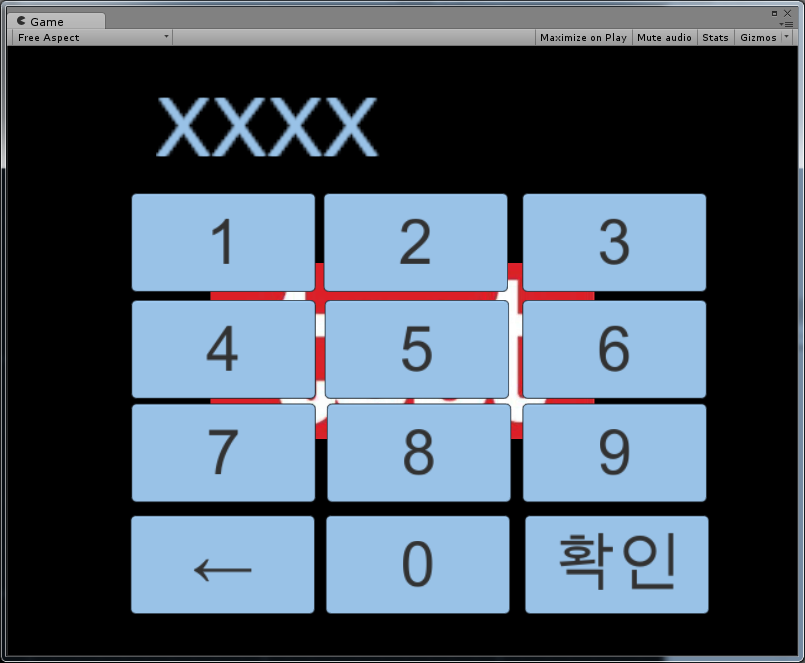 Game
Free Aspect Maximize on Play Mute audio Stats Gizmos
XXXX
1 2 3
4 5 6
7 8 9
← 0 확인